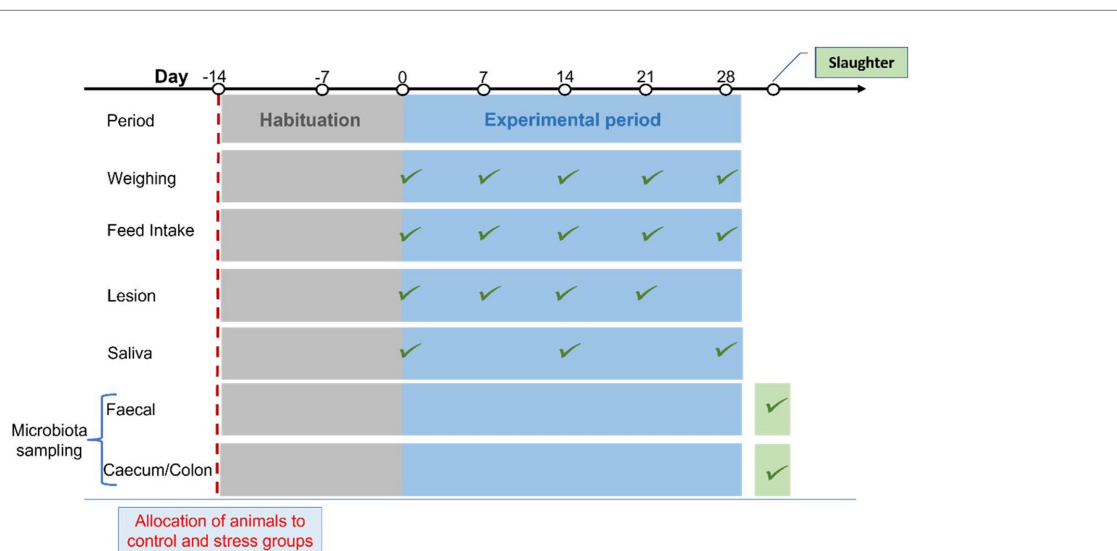 Slaughter
Day -14 -7 0 7 14 21 28
Period Habituation Experimental period
Weighing
Feed Intake
Lesion
Saliva
Faecal
Microbiota
sampling
Caecum/Colon
Allocation of animals to
control and stress groups